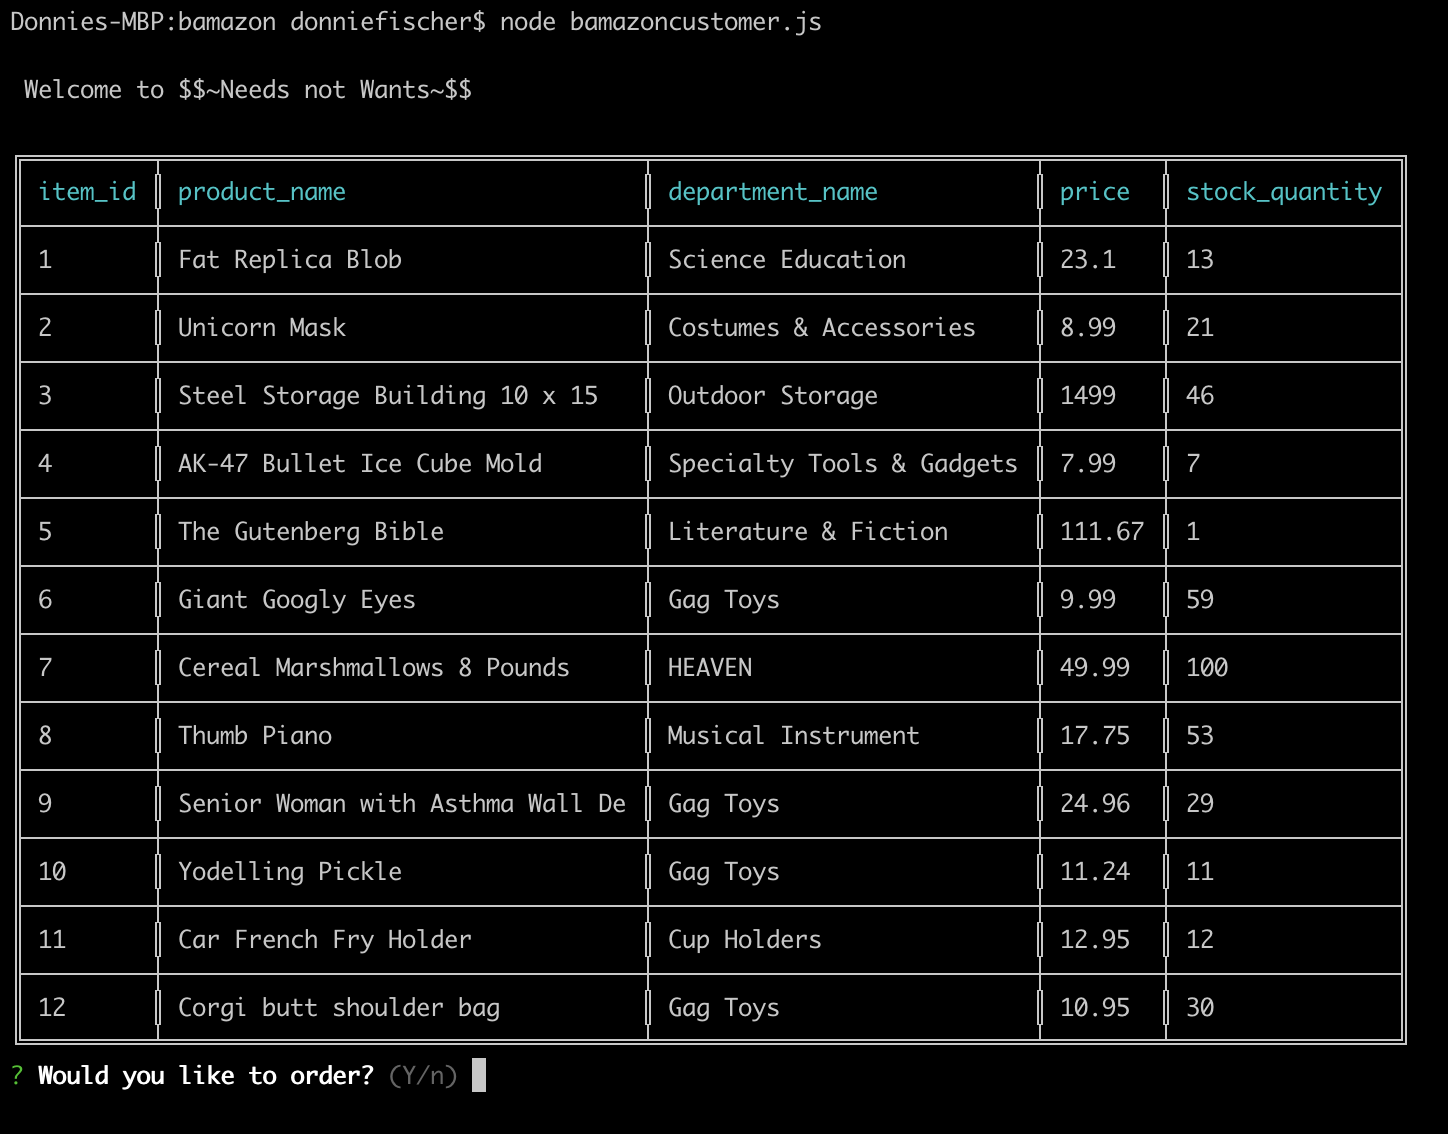 Donnies-MBP:bamazon donniefischer$ node bamazoncustomer.js
Welcome to $$~Needs not Wants~$$
item_id product_name department_name price stock_quantity
1 Fat Replica Blob Science Education 23.1 13
2 Unicorn Mask Costumes & Accessories 8.99 21
3 Steel Storage Building 10 x 15 Outdoor Storage 1499 46
4 AK-47 Bullet Ice Cube Mold Specialty Tools & Gadgets 7.99 7
5 The Gutenberg Bible Literature & Fiction 111.67 1
6 Giant Googly Eyes Gag Toys 9.99 59
7 Cereal Marshmallows 8 Pounds HEAVEN 49.99 100
8 Thumb Piano Musical Instrument 17.75 53
9 Senior Woman with Asthma Wall De Gag Toys 24.96 29
10 Yodelling Pickle Gag Toys 11.24 11
11 Car French Fry Holder Cup Holders 12.95 12
12 Corgi butt shoulder bag Gag Toys 10.95 30
? Would you like to order? (Y/n)